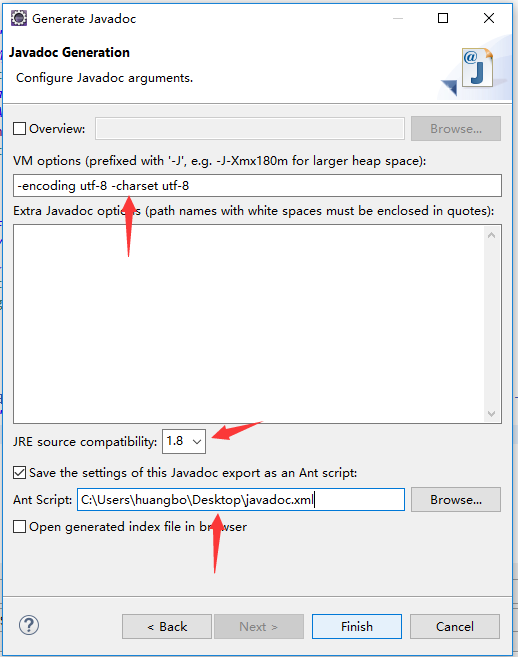 Generate Javadoc
Javadoc Generation
Configure Javadoc arguments.
@
J
Overview:
Browse...
VM options (prefixed with '-J', e.g. -J-Xmx180m for larger heap space):
-encoding utf-8 -charset utf-8
Extra Javadoc options (path names with white spaces must be enclosed in quotes):
JRE source compatibility: 1.8
Save the settings of this Javadoc export as an Ant script:
Ant Script: C:\Users\huangbo\Desktop\javadoc.xml Browse...
Open generated index file in browser
? < Back Next > Finish Cancel